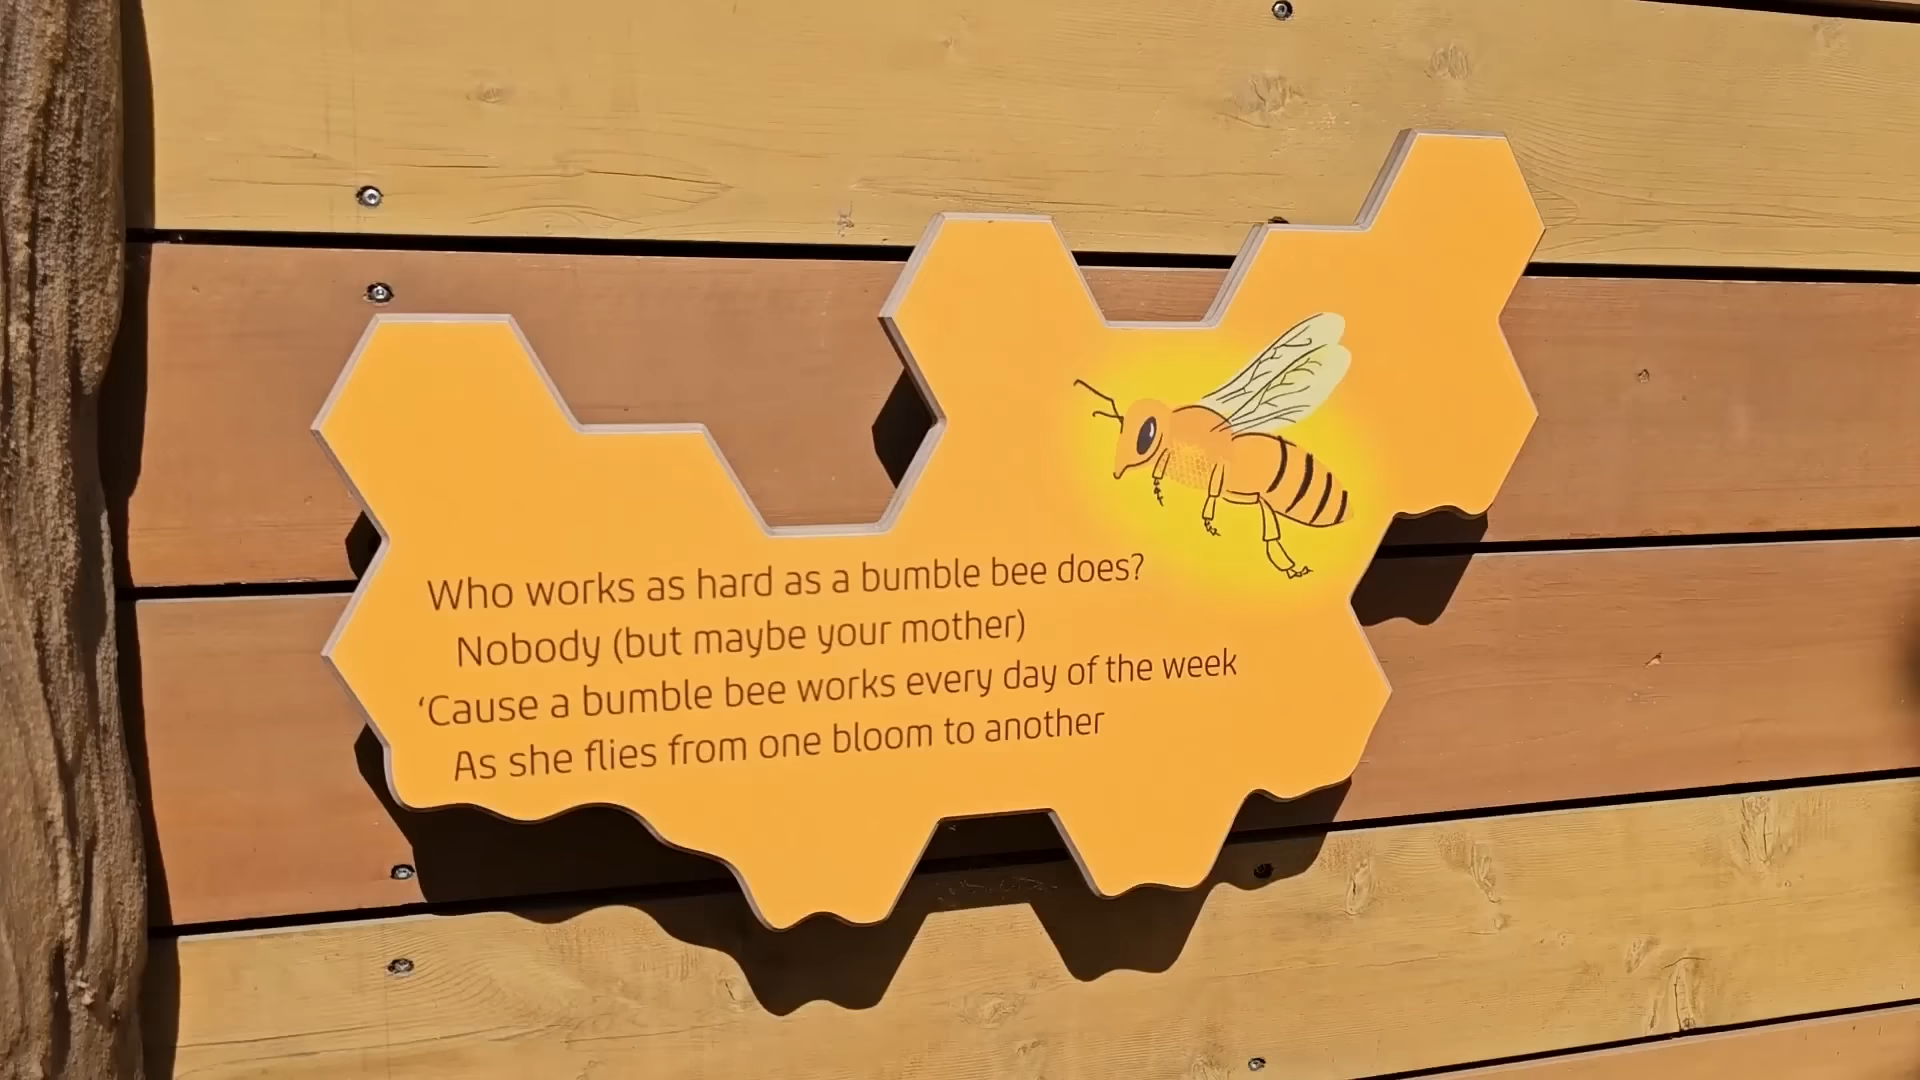 Who works as hard as a bumble bee does?
Nobody (but maybe your mother)
‘Cause a bumble bee works every day of the week
As she flies from one bloom to another